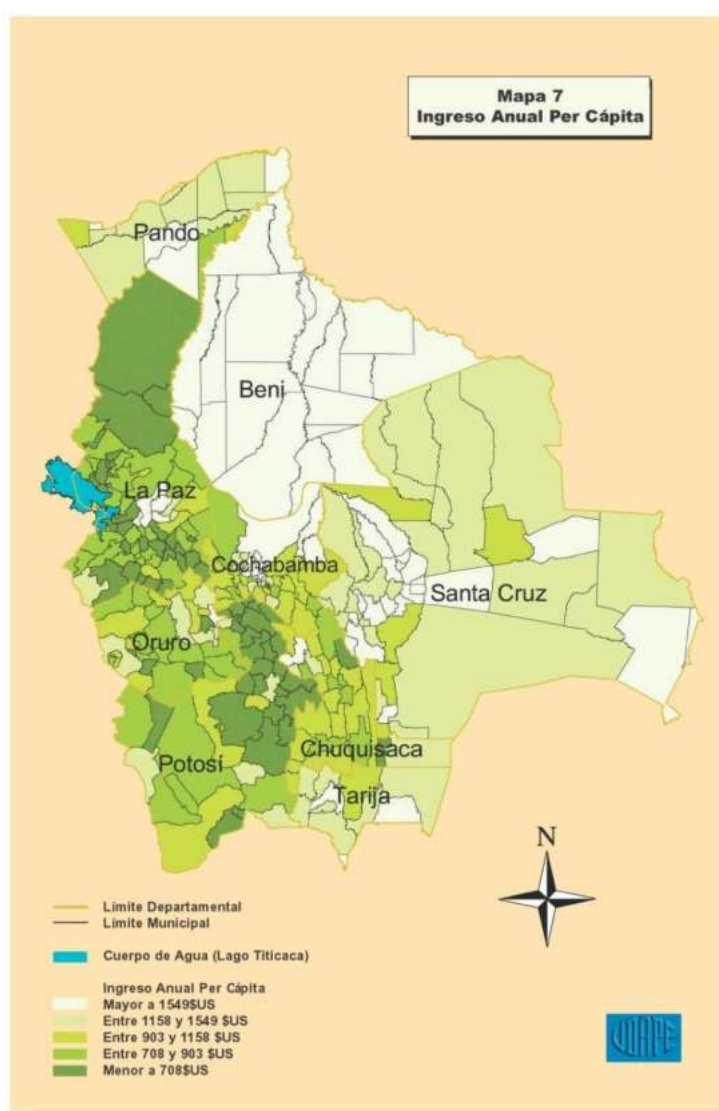 Mapa 7
Ingreso Anual Per Cápita
Pando
Beni
La Paz
Cochabamba
Santa Cruz
Oruro
Potosí
Chuquisaca
Tarija
N
Límite Departamental
Límite Municipal
Cuerpo de Agua (Lago Titicaca)
Ingreso Anual Per Cápita
Mayor a 1549$US
Entre 1158 y 1549 $US
Entre 903 y 1158 $US
Entre 708 y 903 $US
Menor a 708$US
UDAPE